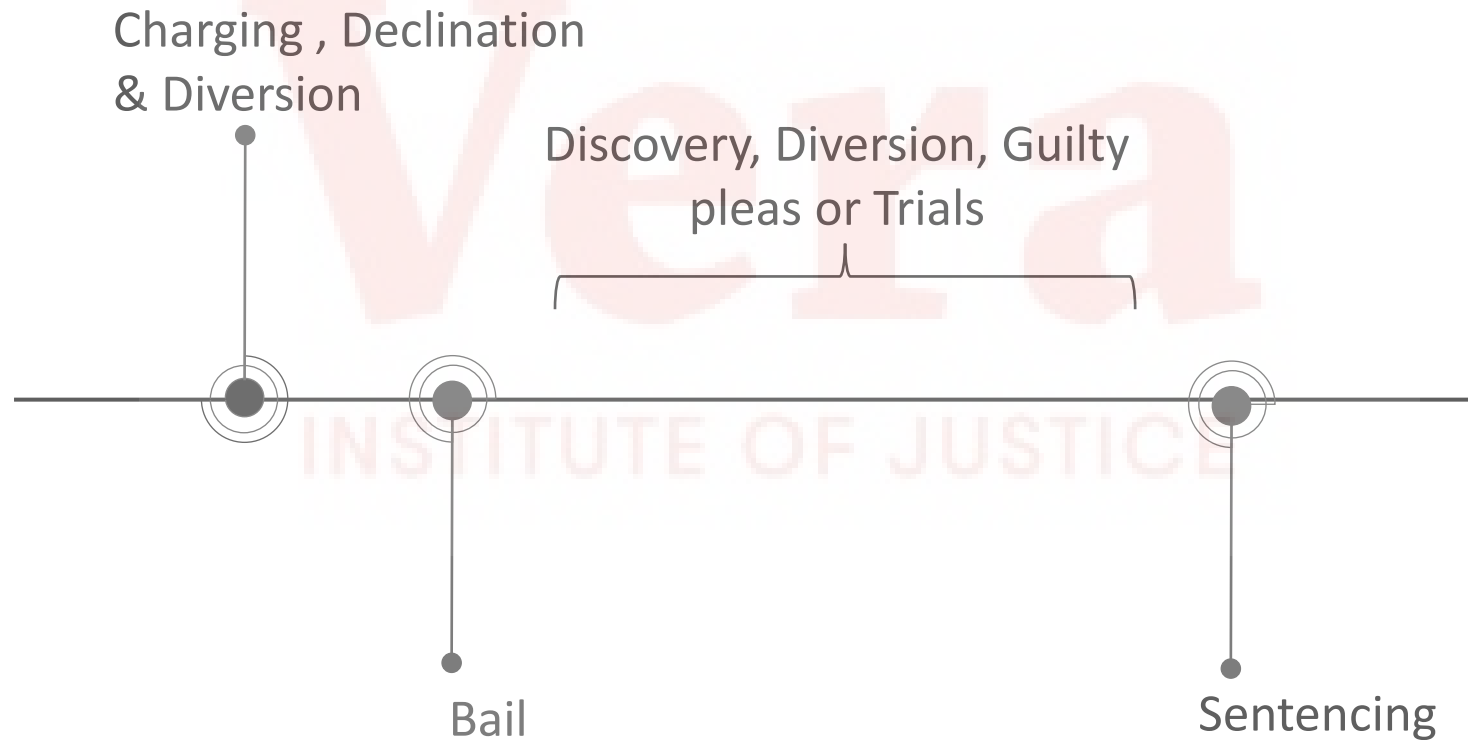 Charging , Declination
& Diversion
Discovery, Diversion, Guilty
pleas or Trials
Vera
INSTITUTE OF JUSTICE
Bail
Sentencing